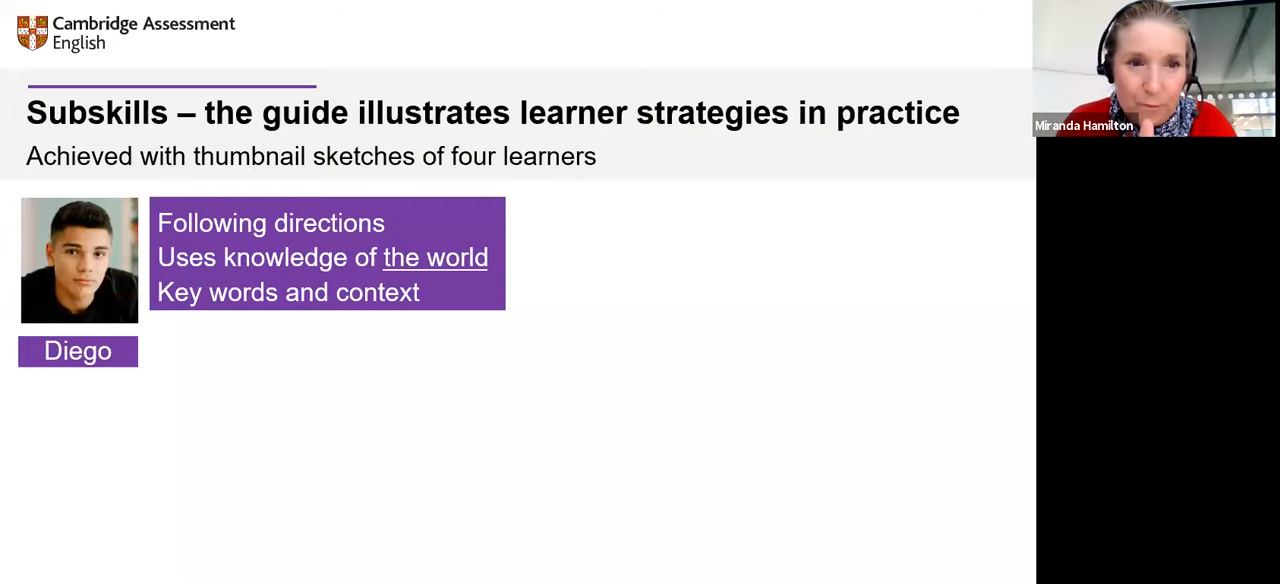 Cambridge Assessment
English
Subskills – the guide illustrates learner strategies in practice
Achieved with thumbnail sketches of four learners
Following directions
Uses knowledge of the world
Key words and context
Diego
Miranda Hamilton